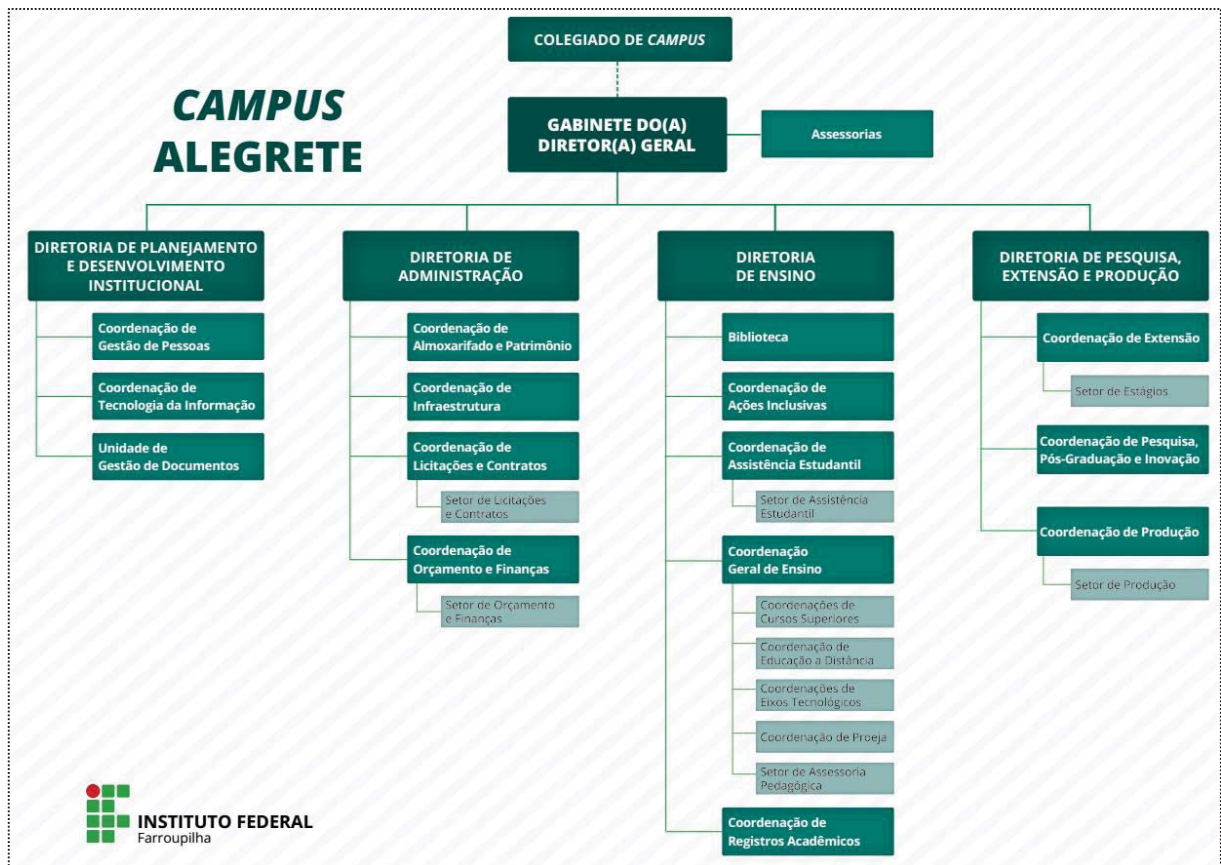 COLEGIADO DE CAMPUS
CAMPUS
ALEGRETE
GABINETE DO(A)
DIRETOR(A) GERAL
Assessorias
DIRETORIA DE PLANEJAMENTO
E DESENVOLVIMENTO
INSTITUCIONAL
Coordenação de
Gestão de Pessoas
Coordenação de
Tecnologia da Informação
Unidade de
Gestão de Documentos
DIRETORIA DE
ADMINISTRAÇÃO
Coordenação de
Almoxarifado e Patrimônio
Coordenação de
Infraestrutura
Coordenação de
Licitações e Contratos
Setor de Licitações
e Contratos
Coordenação de
Orçamento e Finanças
Setor de Orçamento
e Finanças
DIRETORIA
DE ENSINO
Biblioteca
Coordenação de
Ações Inclusivas
Coordenação de
Assistência Estudantil
Setor de Assistência
Estudantil
Coordenação
Geral de Ensino
Coordenações de
Cursos Superiores
Coordenação de
Educação a Distância
Coordenações de
Eixos Tecnológicos
Coordenação de Proeja
Setor de Assessoria
Pedagógica
Coordenação de
Registros Acadêmicos
DIRETORIA DE PESQUISA,
EXTENSÃO E PRODUÇÃO
Coordenação de Extensão
Setor de Estágios
Coordenação de Pesquisa,
Pós-Graduação e Inovação
Coordenação de Produção
Setor de Produção
INSTITUTO FEDERAL
Farroupilha